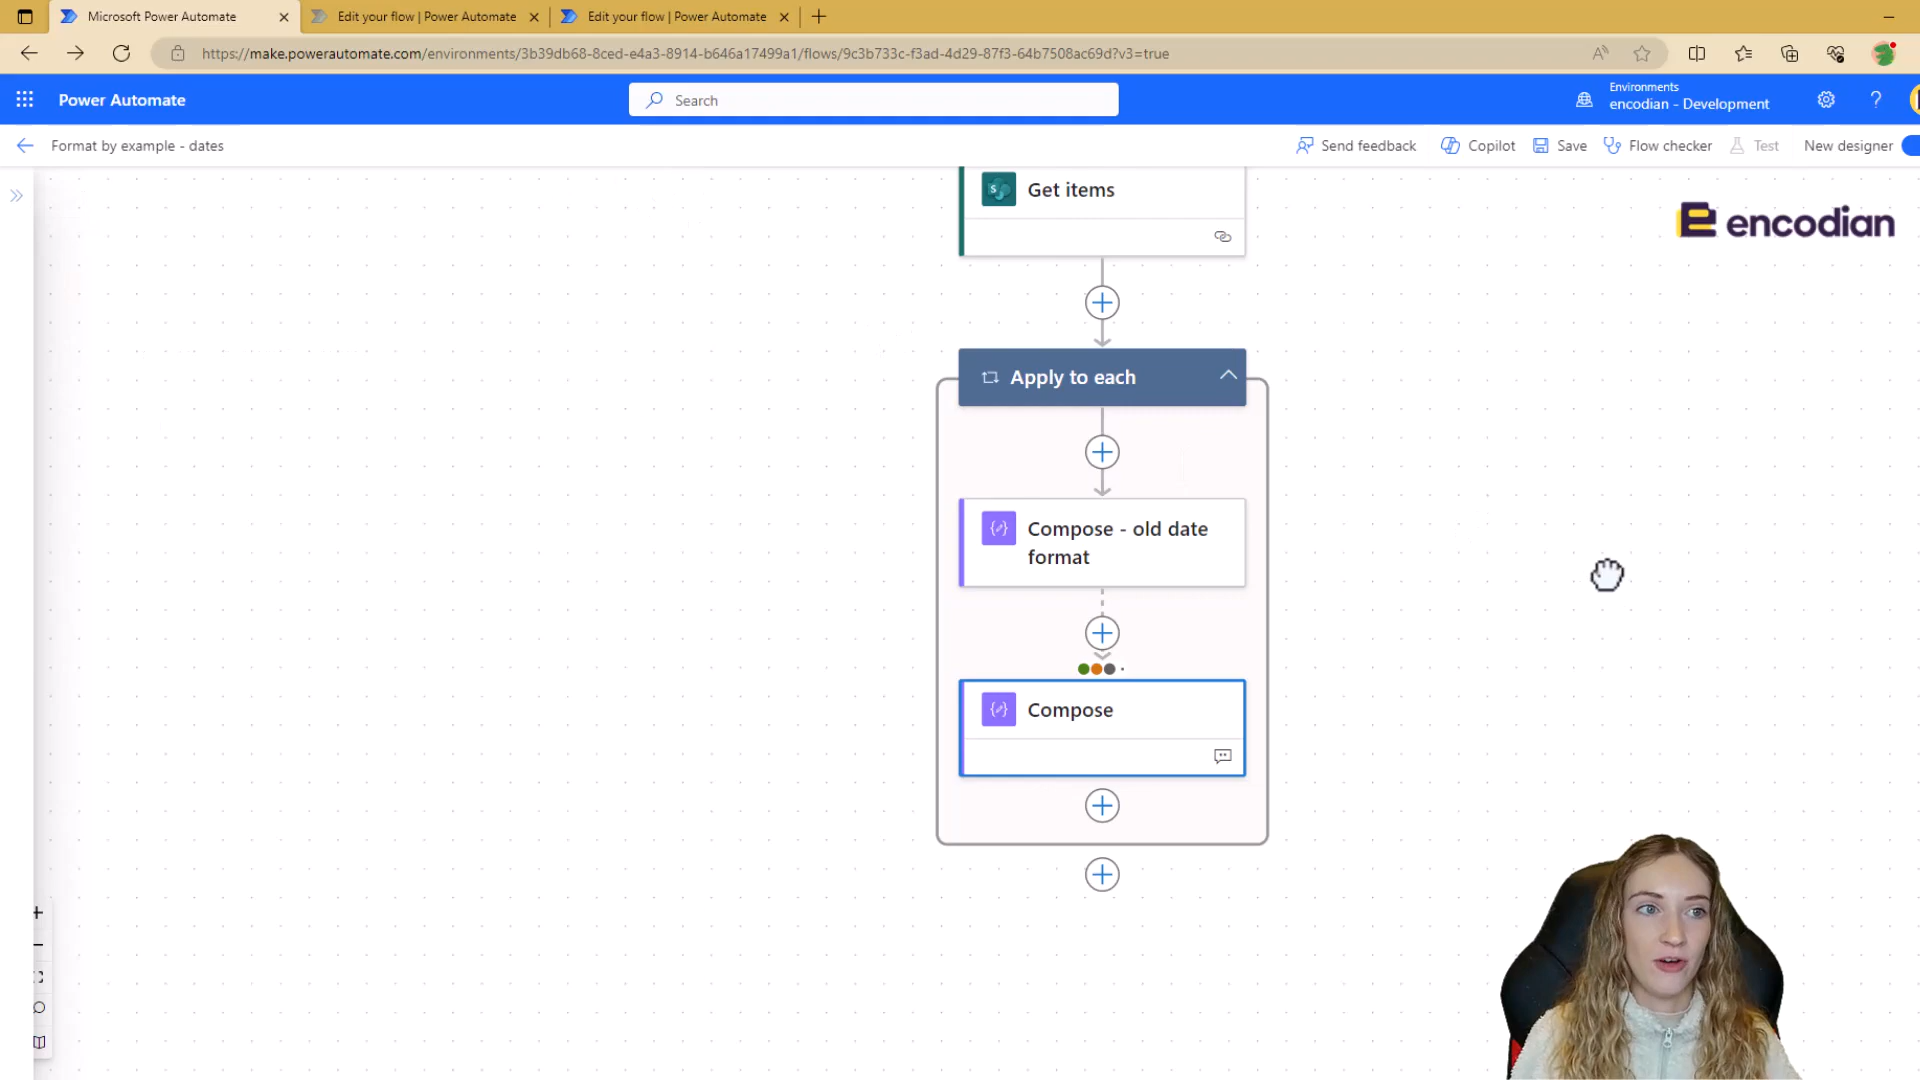 Microsoft Power Automate
Edit your flow | Power Automate
Edit your flow | Power Automate
https://make.powerautomate.com/environments/3b39db68-8ced-e4a3-8914-b646a17499a1/flows/9c3b733c-f3ad-4d29-87f3-64b7508ac69d?v3=true
Power Automate
Search
Environments
encodian - Development
Format by example - dates
Send feedback
Copilot
Save
Flow checker
Test
New designer
Get items
encodian
Apply to each
Compose - old date
format
Compose